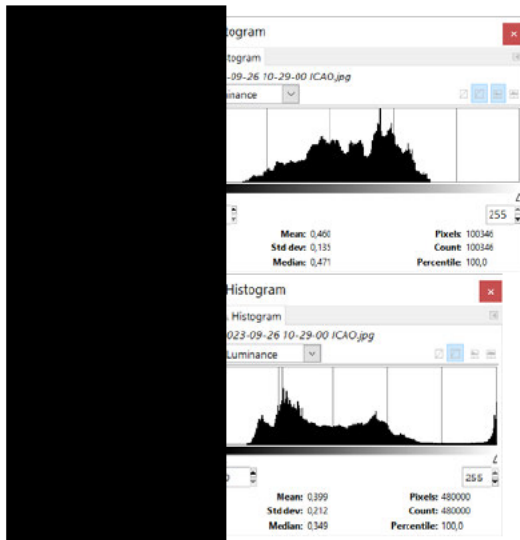 togram
togram
-09-26 10-29-00 ICAO.jpg
inance
255
Mean: 0,460 Pixels: 100346
Std dev: 0,135 Count: 100346
Median: 0,471 Percentile: 100,0
Histogram
Histogram
023-09-26 10-29-00 ICAO.jpg
Luminance
0 255
Mean: 0,399 Pixels: 480000
Std dev: 0,212 Count: 480000
Median: 0,349 Percentile: 100,0